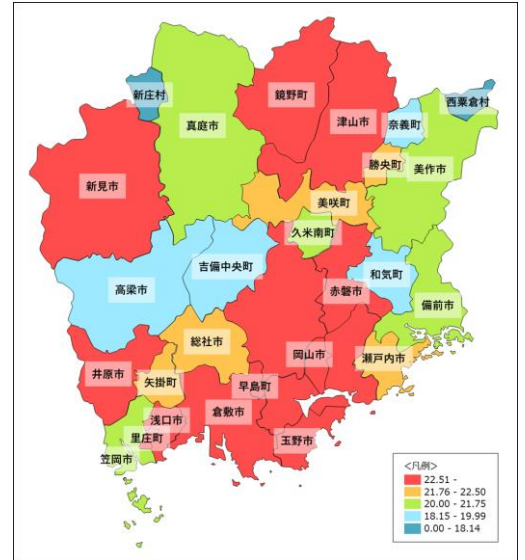 新庄村
真庭市
鏡野町
津山市
奈義町
西粟倉村
勝央町
美作市
新見市
美咲町
久米南町
吉備中央町
高梁市
和気町
赤磐市
備前市
総社市
岡山市
瀬戸内市
井原市
矢掛町
早島町
浅口市
倉敷市
里庄町
玉野市
笠岡市
<凡例>
22.51 -
21.76 - 22.50
20.00 - 21.75
18.15 - 19.99
0.00 - 18.14